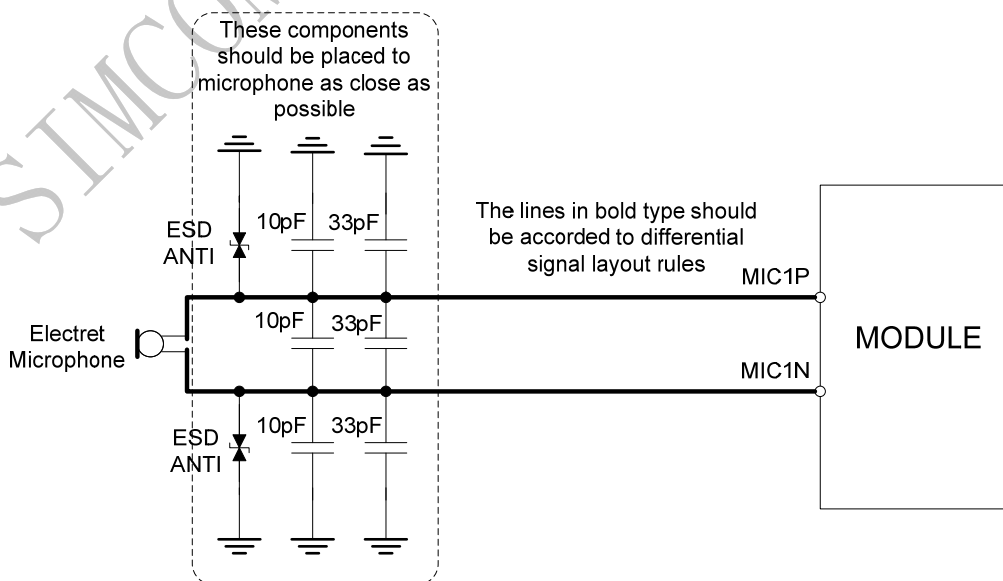 These components
should be placed to
microphone as close as
possible
SIMCOM
10pF
33pF
ESD
ANTI
The lines in bold type should
be accorded to differential
signal layout rules
MIC1P
10pF
33pF
Electret
Microphone
MODULE
MIC1N
10pF
33pF
ESD
ANTI